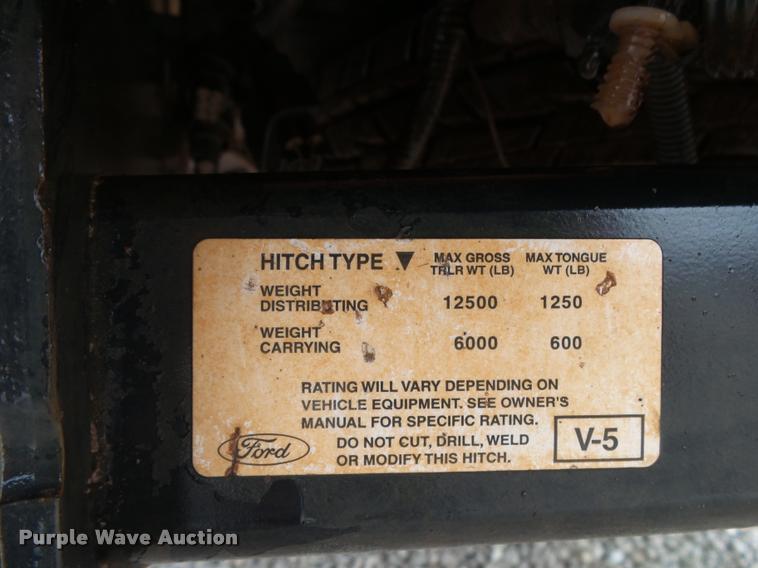 HITCH TYPE ▼ MAX GROSS TRLR WT (LB) MAX TONGUE WT (LB)
WEIGHT DISTRIBUTING 12500 1250
WEIGHT CARRYING 6000 600
RATING WILL VARY DEPENDING ON
VEHICLE EQUIPMENT. SEE OWNER'S
MANUAL FOR SPECIFIC RATING.
DO NOT CUT, DRILL, WELD
OR MODIFY THIS HITCH.
Ford
V-5
Purple Wave Auction